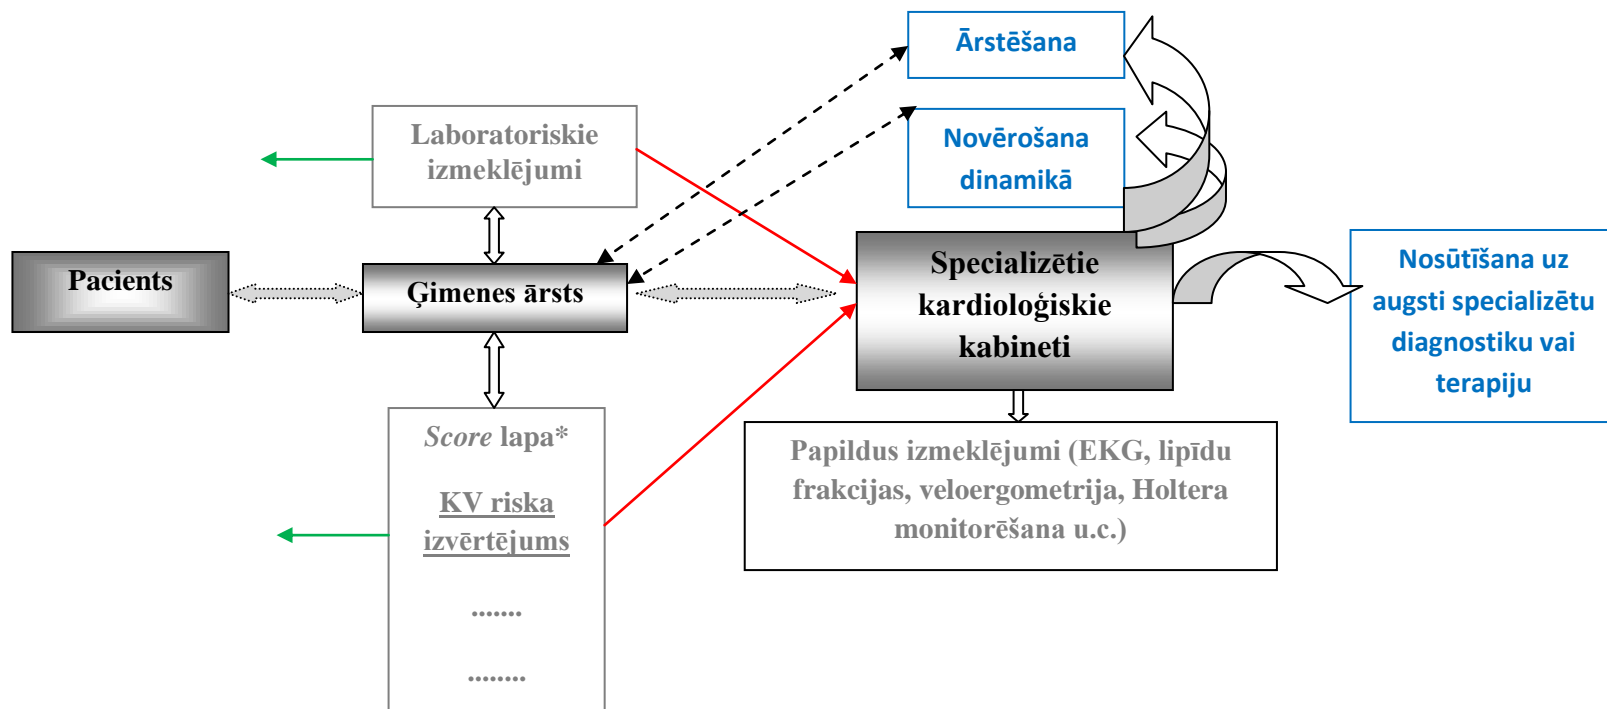 Ārstēšana
Laboratoriskie
izmeklējumi
Novērošana
dinamikā
Pacients
Ģimenes ārsts
Specializētie
kardioloģiskie
kabineti
Nosūtīšana uz
augsti specializētu
diagnostiku vai
terapiju
Score lapa*
KV riska
izvērtējums
.......
........
Papildus izmeklējumi (EKG, lipīdu
frakcijas, veloergometrija, Holtera
monitorēšana u.c.)